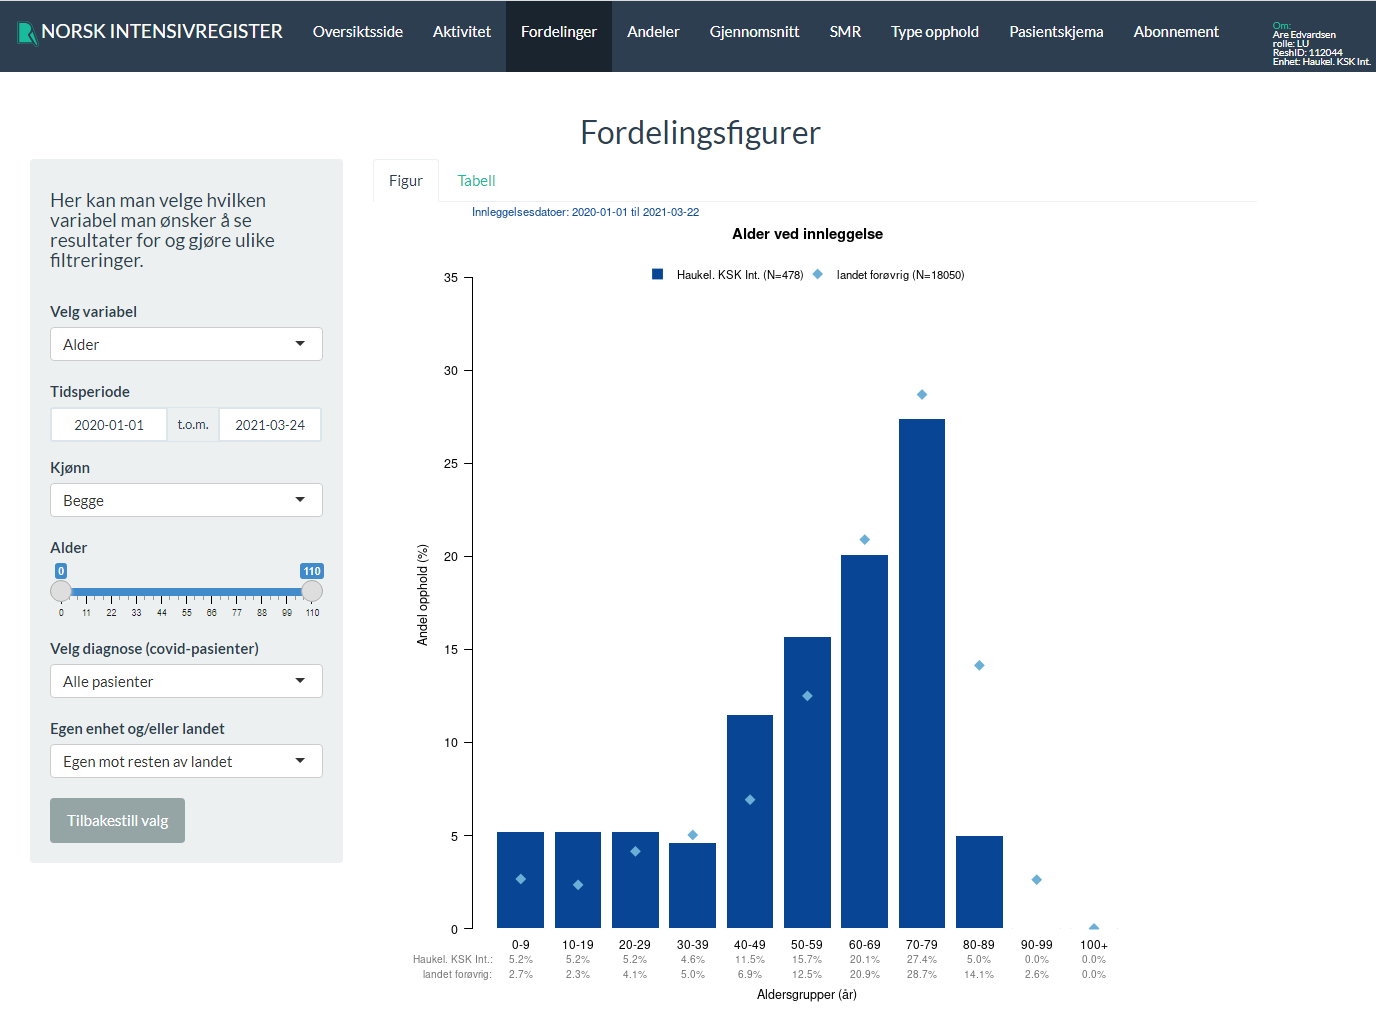 NORSK INTENSIVREGISTER
Oversiktsside
Aktivitet
Fordelinger
Andeler
Gjennomsnitt
SMR
Type opphold
Pasientskjema
Abonnement
Om:
Are Edvardsen
rolle: LU
ReshID: 112044
Enhet: Haukel. KSK Int.
Fordelingsfigurer
Her kan man velge hvilken
variabel man ønsker å se
resultater for og gjøre ulike
filtreringer.
Velg variabel
Alder
Tidsperiode
2020-01-01 t.o.m. 2021-03-24
Kjønn
Begge
Alder
0 110
0 11 22 33 44 55 66 77 88 99 110
Velg diagnose (covid-pasienter)
Alle pasienter
Egen enhet og/eller landet
Egen mot resten av landet
Tilbakestill valg
Figur Tabell
Innleggelsesdatoer: 2020-01-01 til 2021-03-22
Alder ved innleggelse
Haukel. KSK Int. (N=478) landet forøvrig (N=18050)
35
30
25
20
15
10
5
0
Andel opphold (%)
0-9 10-19 20-29 30-39 40-49 50-59 60-69 70-79 80-89 90-99 100+
Haukel. KSK Int.: 5.2% 5.2% 5.2% 4.6% 11.5% 15.7% 20.1% 27.4% 5.0% 0.0% 0.0%
landet forøvrig: 2.7% 2.3% 4.1% 5.0% 6.9% 12.5% 20.9% 28.7% 14.1% 2.6% 0.0%
Aldersgrupper (år)